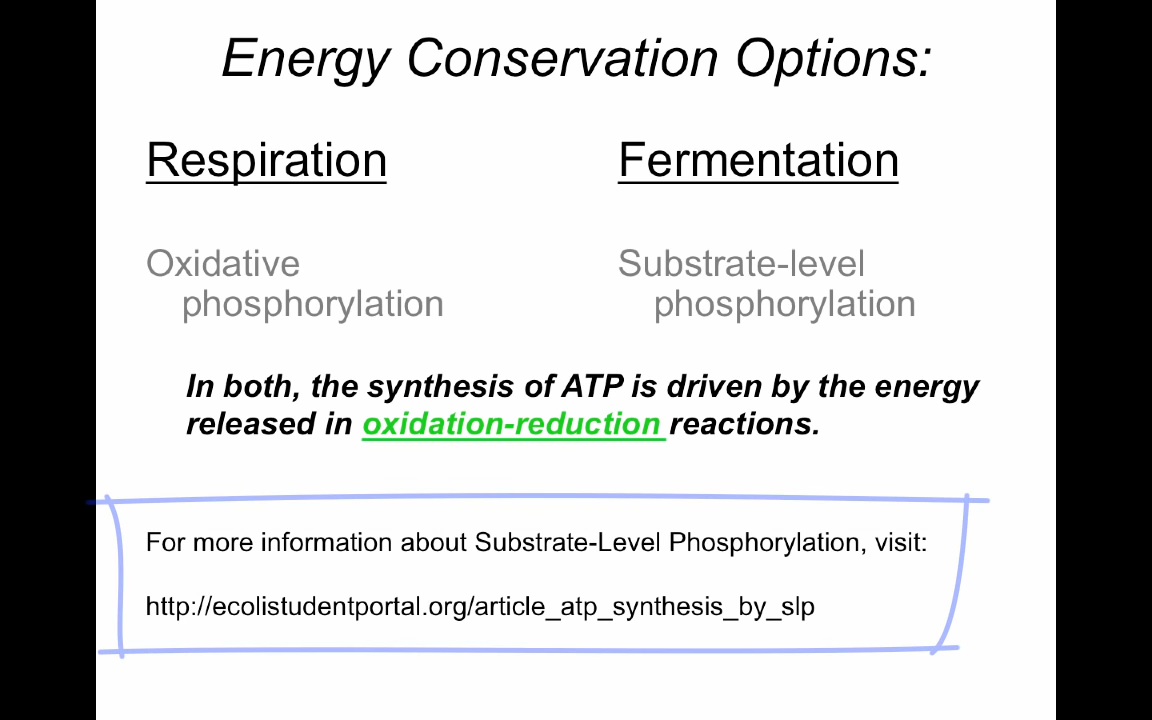 Energy Conservation Options:
Respiration
Fermentation
Oxidative
phosphorylation
Substrate-level
phosphorylation
In both, the synthesis of ATP is driven by the energy
released in oxidation-reduction reactions.
For more information about Substrate-Level Phosphorylation, visit:
http://ecolistudentportal.org/article_atp_synthesis_by_slp